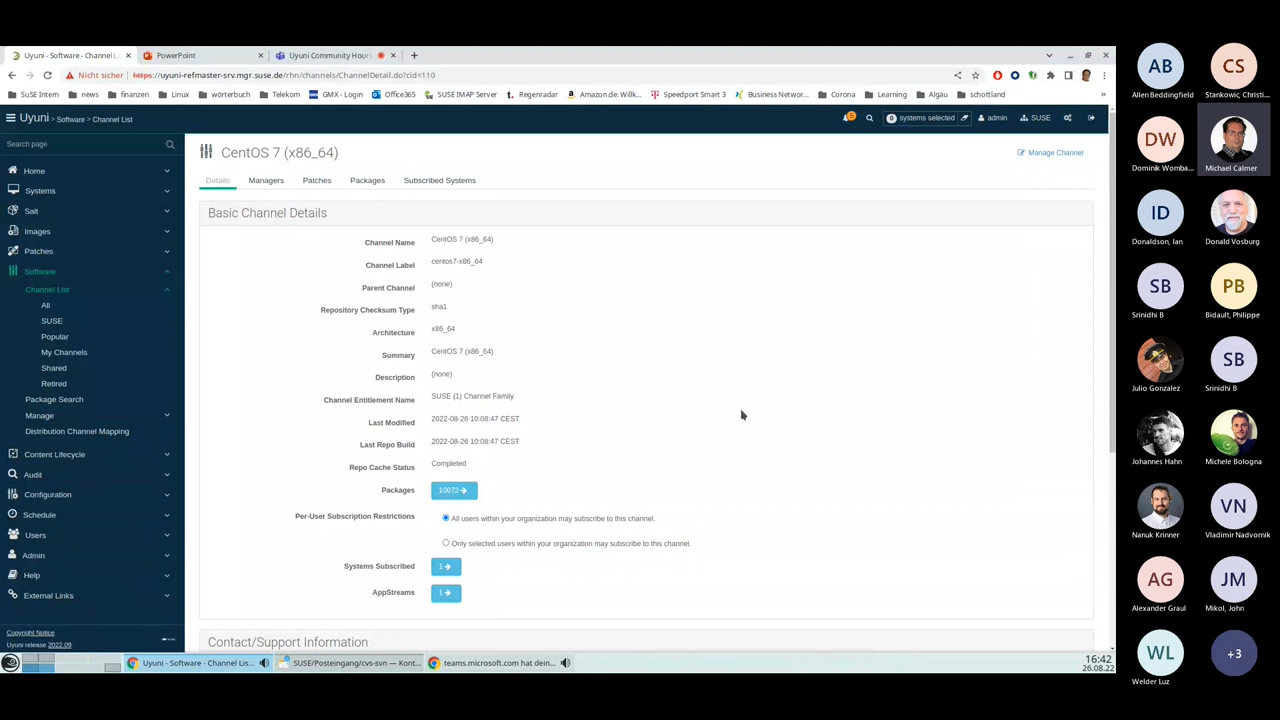 Uyuni - Software - Channel L
PowerPoint
Uyuni Community Hours
Nicht sicher
https://uyuni-refmaster-srv.mgr.suse.de/rhn/channels/ChannelDetail.do?cid=110
SuSE Intern
news
finanzen
Linux
wörterbuch
Telekom
GMX - Login
Office365
SUSE IMAP Server
Regenradar
Amazon.de: Willk...
Speedport Smart 3
Business Networ...
Corona
Learning
Algäu
schottland
»
Uyuni > Software > Channel List
0 systems selected
admin
SUSE
Search page
Home
Systems
Salt
Images
Patches
Software
Channel List
All
SUSE
Popular
My Channels
Shared
Retired
Package Search
Manage
Distribution Channel Mapping
Content Lifecycle
Audit
Configuration
Schedule
Users
Admin
Help
External Links
Copyright Notice
Uyuni release 2022.09
CentOS 7 (x86_64)
Manage Channel
Details
Managers
Patches
Packages
Subscribed Systems
Basic Channel Details
Channel Name CentOS 7 (x86_64)
Channel Label centos7-x86_64
Parent Channel (none)
Repository Checksum Type sha1
Architecture x86_64
Summary CentOS 7 (x86_64)
Description (none)
Channel Entitlement Name SUSE (1) Channel Family
Last Modified 2022-08-26 10:08:47 CEST
Last Repo Build 2022-08-26 10:08:47 CEST
Repo Cache Status Completed
Packages 10072
Per-User Subscription Restrictions All users within your organization may subscribe to this channel.
Only selected users within your organization may subscribe to this channel.
Systems Subscribed 1
AppStreams 1
Contact/Support Information
Uyuni - Software - Channel Lis...
SUSE/Posteingang/cvs-svn — Kont...
teams.microsoft.com hat dein...
16:42
26.08.22
AB
Allen Beddingfield
CS
Stankowic, Christi...
DW
Dominik Womba...
Michael Calmer
ID
Donaldson, Ian
Donald Vosburg
SB
Srinidhi B
PB
Bidault, Philippe
Julio Gonzalez
SB
Srinidhi B
Johannes Hahn
Michele Bologna
Nanuk Krinner
VN
Vladimir Nadvornik
AG
Alexander Graul
JM
Mikol, John
WL
Welder Luz
+3